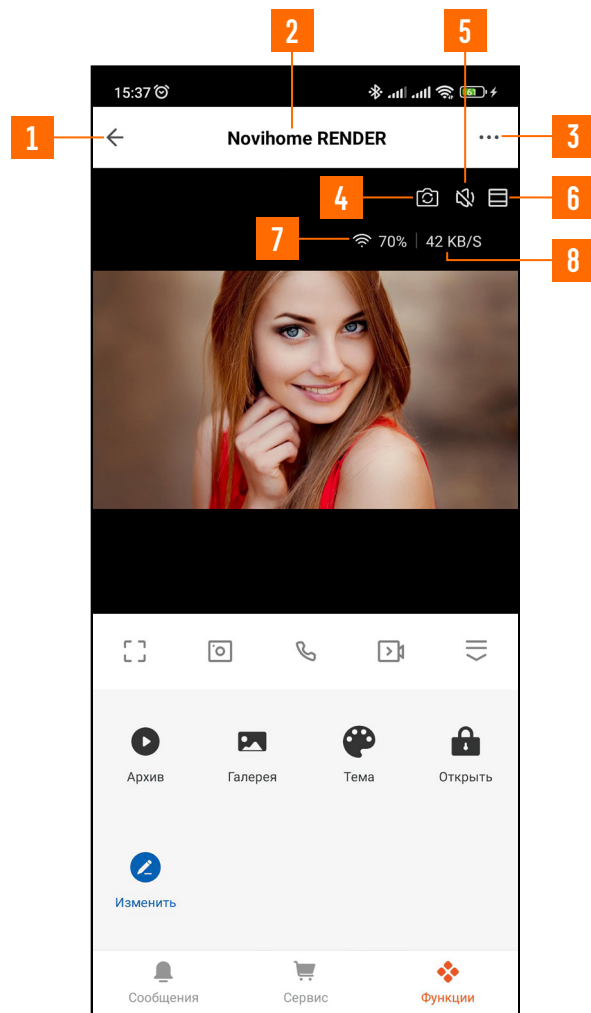 2
5
15:37
61
1
Novihome RENDER
3
4
6
7
70%
42 KB/S
8
Архив
Галерея
Тема
Открыть
Изменить
Сообщения
Сервис
Функции